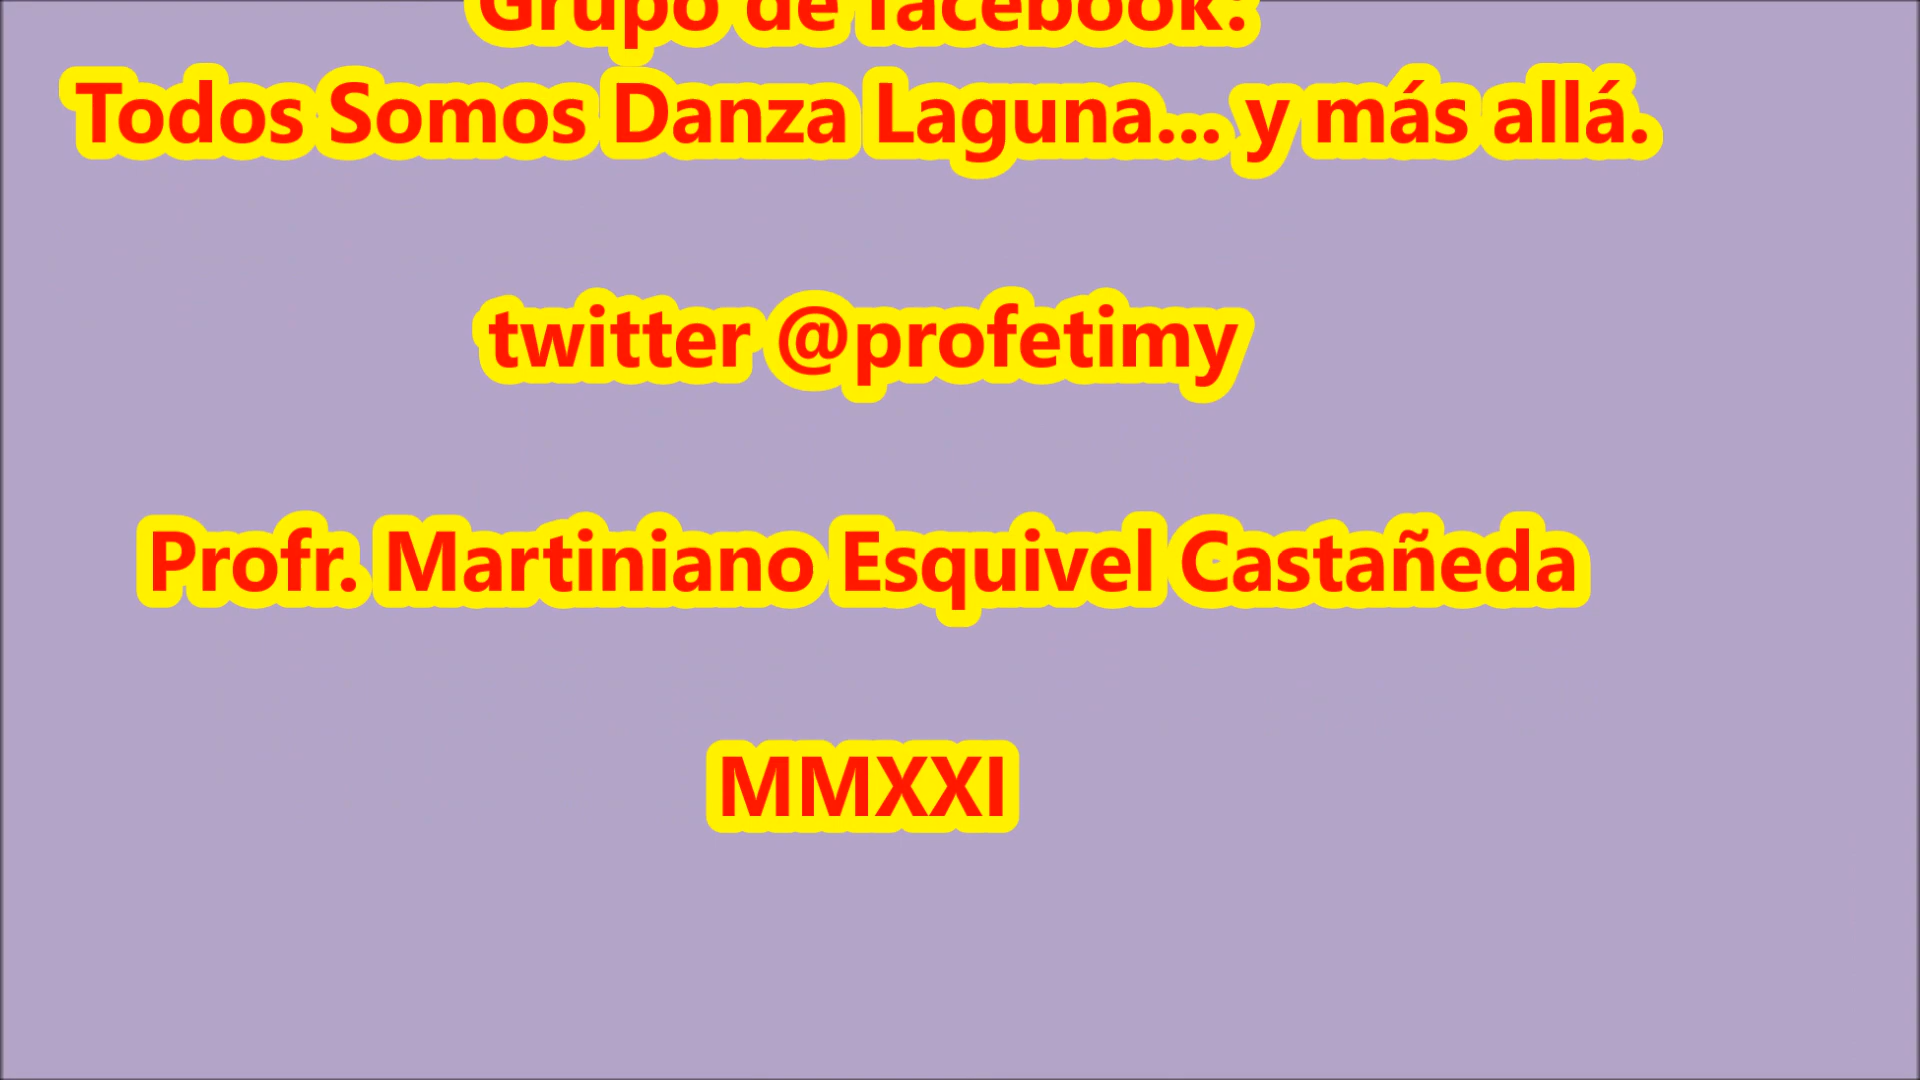 Grupo de facebook:
Todos Somos Danza Laguna... y más allá.
twitter @profetimy
Profr. Martiniano Esquivel Castañeda
MMXXI